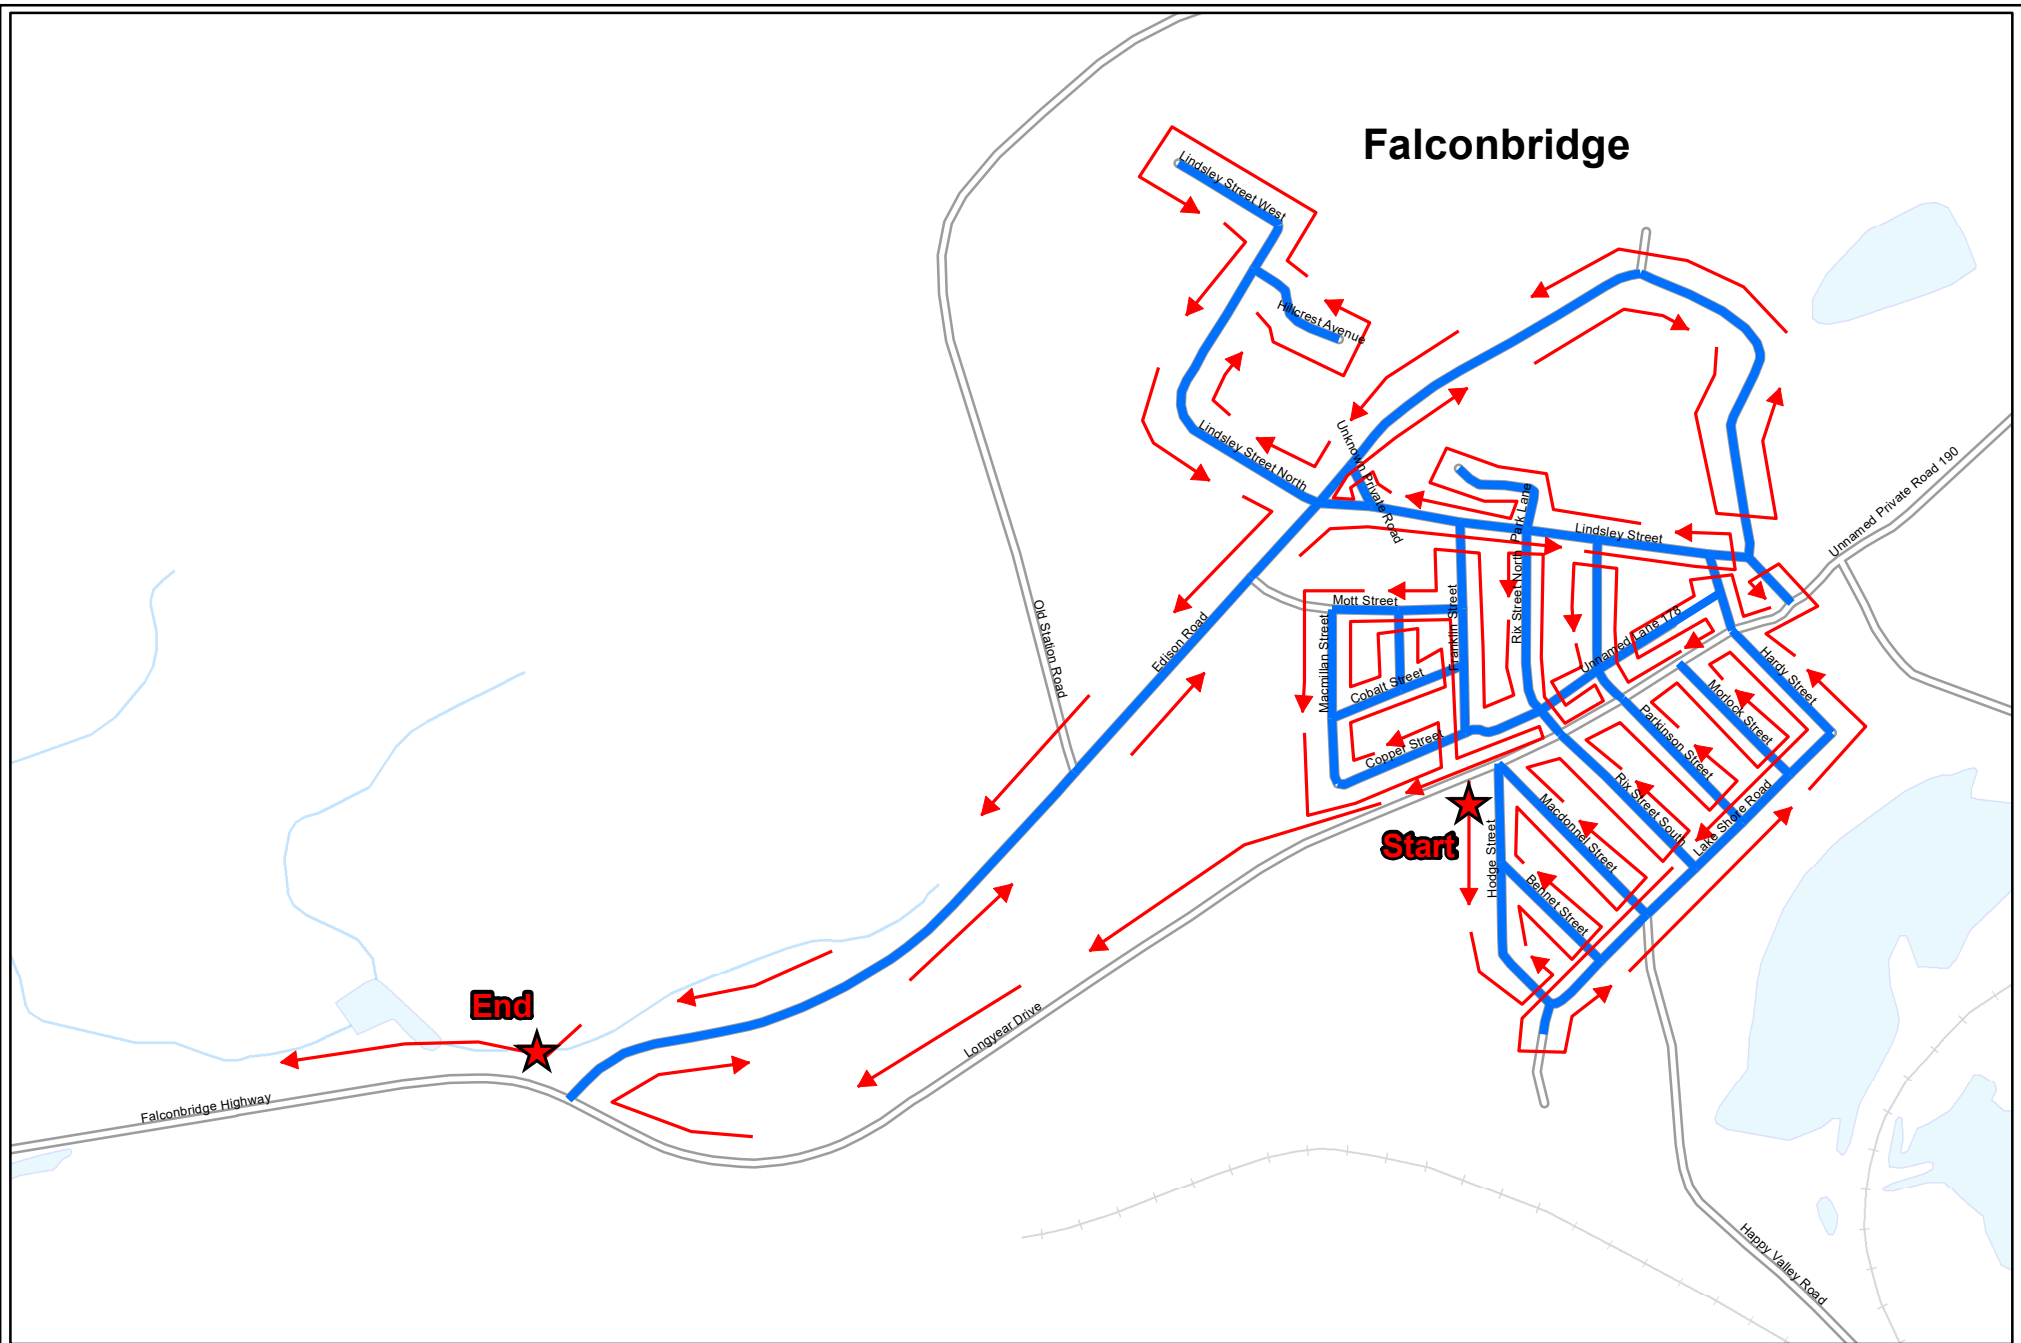 Falconbridge
Lindsley Street West
Hillcrest Avenue
Lindsley Street North
Unknown Private Road
Park Lane
Lindsley Street
Unnamed Private Road 190
Old Station Road
Edison Road
Mott Street
Macmillan Street
Franklin Street
Rix Street North
Cobalt Street
Copper Street
Unnamed Lane 178
Hardy Street
Morlock Street
Parkinson Street
Rix Street South
Lake Shore Road
Macdonnel Street
Hodge Street
Bennet Street
Start
End
Longyear Drive
Falconbridge Highway
Happy Valley Road